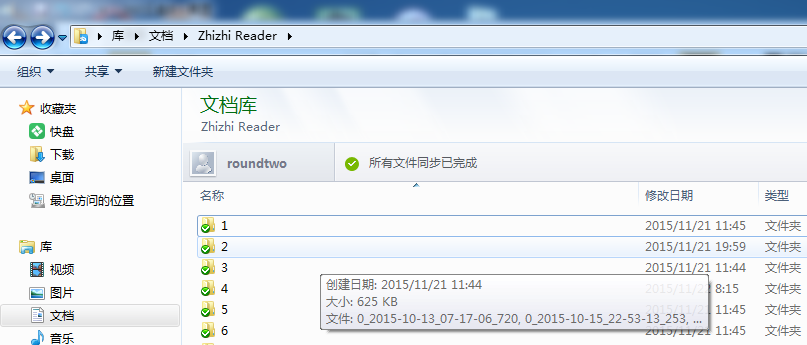 库 文档 Zhizhi Reader
组织 共享 新建文件夹
收藏夹
快盘
下载
桌面
最近访问的位置
库
视频
图片
文档
音乐
文档库
Zhizhi Reader
roundtwo 所有文件同步已完成
名称 修改日期 类型
1 2015/11/21 11:45 文件夹
2 2015/11/21 19:59 文件夹
3 2015/11/21 11:44 文件夹
4 8:15 文件夹
5 11:45 文件夹
6 2015/11/21 11:45 文件夹
创建日期: 2015/11/21 11:44
大小: 625 KB
文件: 0_2015-10-13_07-17-06_720, 0_2015-10-15_22-53-13_253, ...